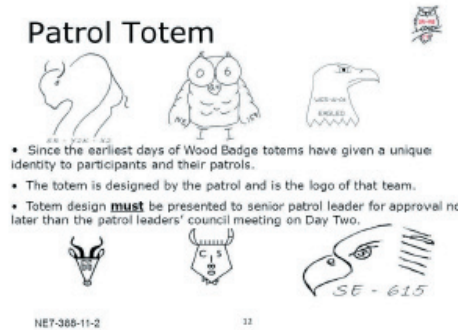 Patrol Totem
• Since the earliest days of Wood Badge totems have given a unique
identity to participants and their patrols.
• The totem is designed by the patrol and is the logo of that team.
• Totem design must be presented to senior patrol leader for approval no
later than the patrol leaders' council meeting on Day Two.
C S
SE - 615
NE7-388-11-2
12